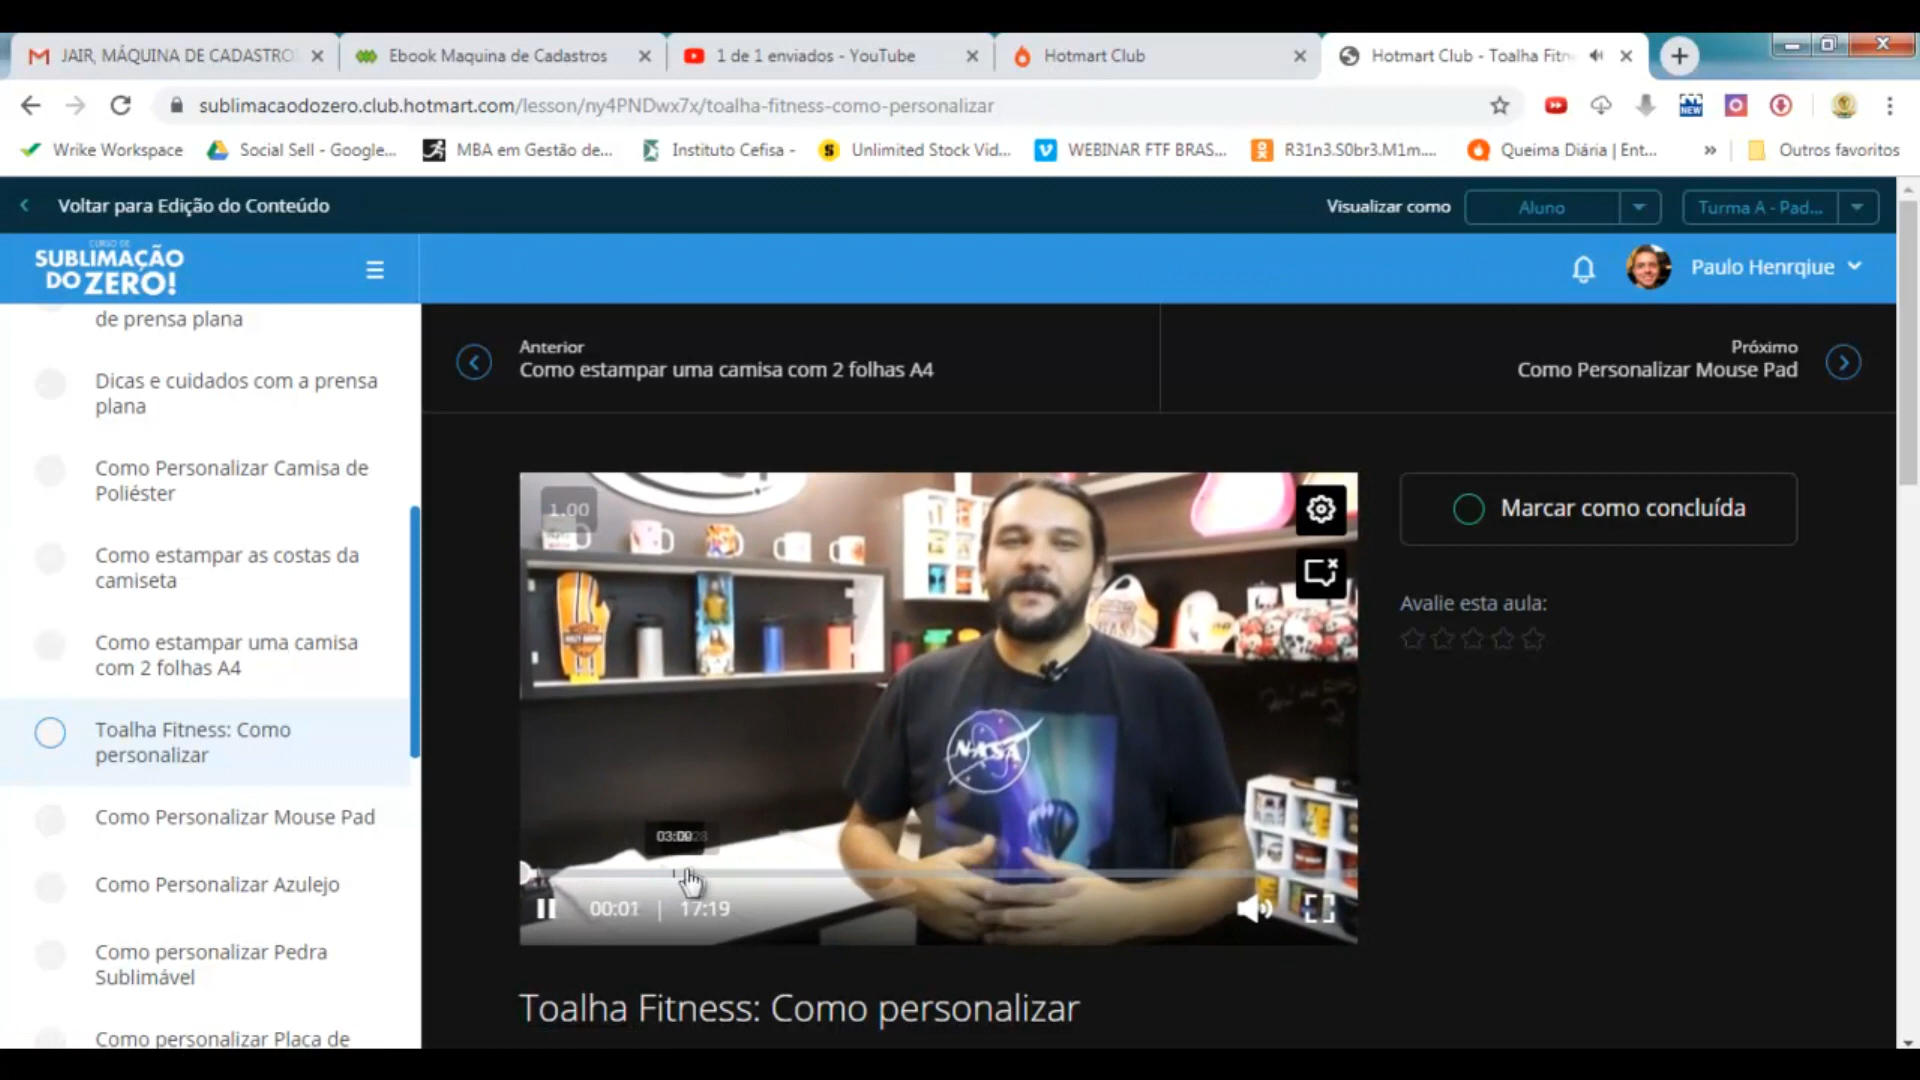 JAIR, MÁQUINA DE CADASTRO
Ebook Maquina de Cadastros
1 de 1 enviados - YouTube
Hotmart Club
Hotmart Club - Toalha Fitn
sublimacaodozero.club.hotmart.com/lesson/ny4PNDwx7x/toalha-fitness-como-personalizar
NEW
Wrike Workspace
Social Sell - Google...
MBA em Gestão de...
Instituto Cefisa -
Unlimited Stock Vid...
WEBINAR FTF BRAS...
R31n3.S0br3.M1m....
Queima Diária | Ent...
»
Outros favoritos
Voltar para Edição do Conteúdo
Visualizar como
Aluno
Turma A - Pad...
CURSO DE
SUBLIMAÇÃO
DO ZERO!
Paulo Henrqiue
de prensa plana
Dicas e cuidados com a prensa
plana
Como Personalizar Camisa de
Poliéster
Como estampar as costas da
camiseta
Como estampar uma camisa
com 2 folhas A4
Toalha Fitness: Como
personalizar
Como Personalizar Mouse Pad
Como Personalizar Azulejo
Como personalizar Pedra
Sublimável
Como personalizar Placa de
Anterior
Como estampar uma camisa com 2 folhas A4
Próximo
Como Personalizar Mouse Pad
1.00
NASA
00:01 | 17:19
Marcar como concluída
Avalie esta aula:
Toalha Fitness: Como personalizar